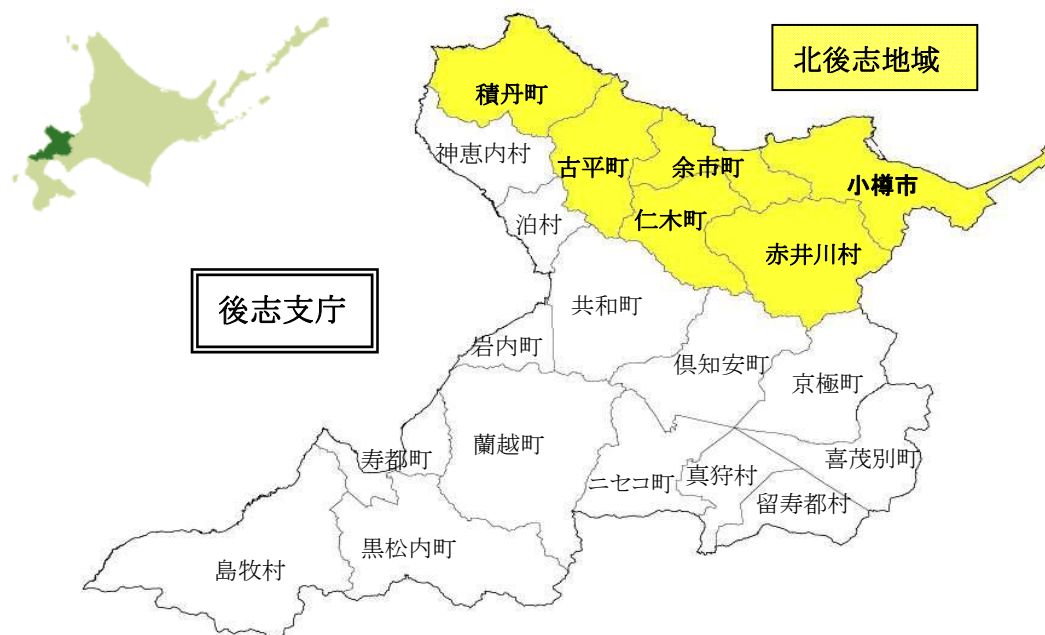 北後志地域
積丹町
神恵内村
古平町
余市町
小樽市
泊村
仁木町
赤井川村
後志支庁
共和町
岩内町
倶知安町
京極町
寿都町
蘭越町
ニセコ町
真狩村
喜茂別町
留寿都村
島牧村
黒松内町